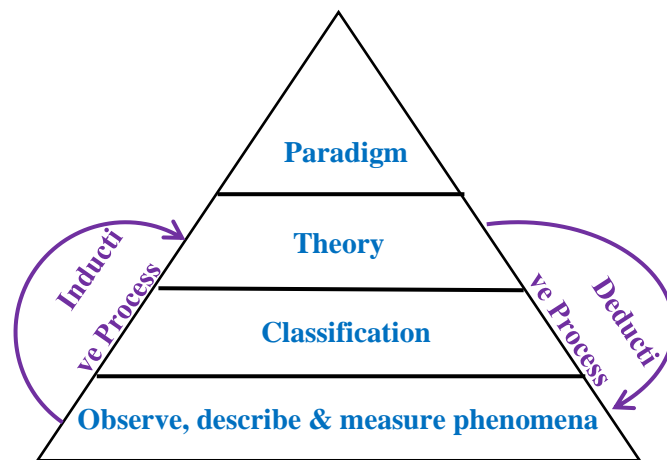 Paradigm
Theory
Classification
Observe, describe & measure phenomena
Inducti
ve Process
Deducti
ve Process